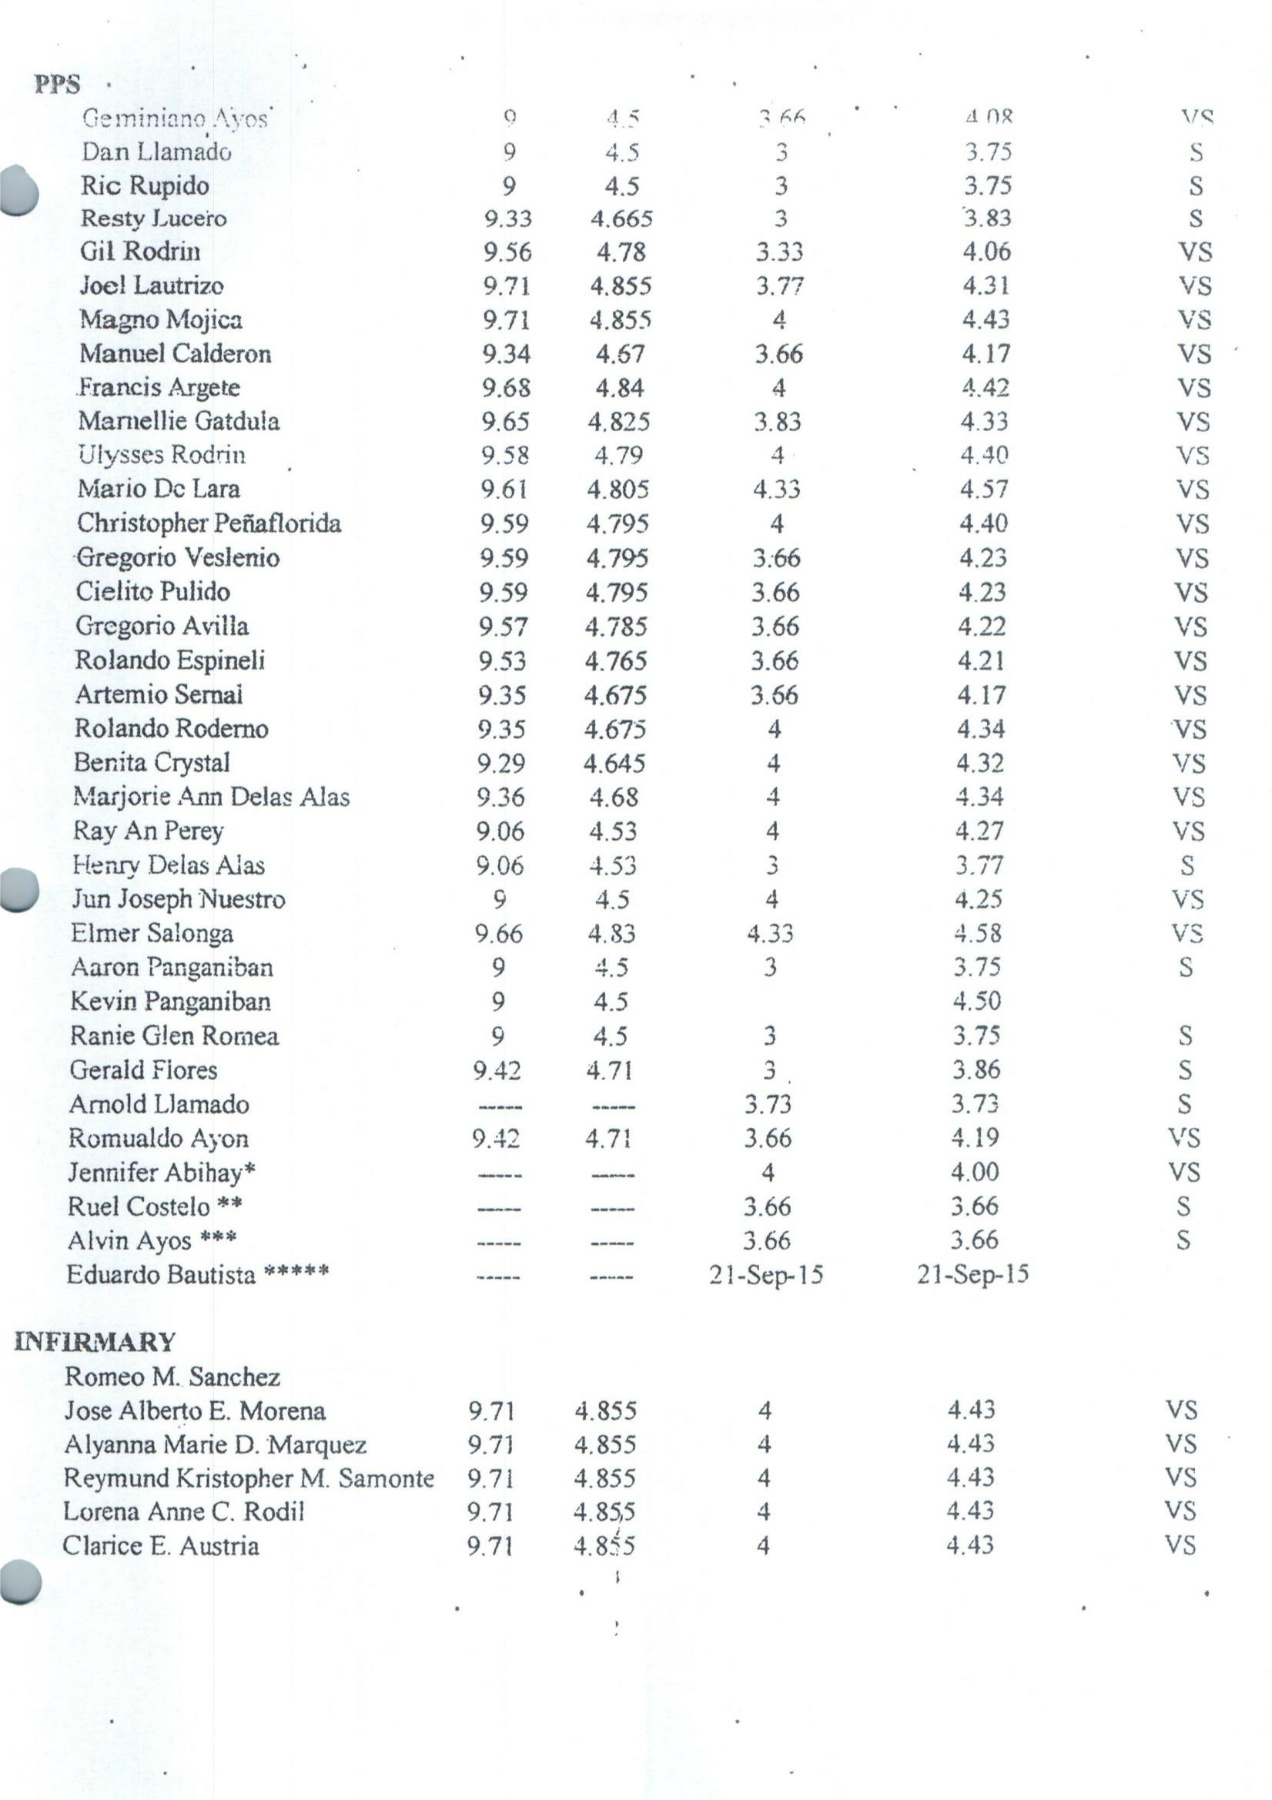 PPS
Geminiano Ayos 9 4.5 3.66 4.08 VS
Dan Llamado 9 4.5 3 3.75 S
Ric Rupido 9 4.5 3 3.75 S
Resty Lucero 9.33 4.665 3 3.83 S
Gil Rodrin 9.56 4.78 3.33 4.06 VS
Joel Lautrizo 9.71 4.855 3.77 4.31 VS
Magno Mojica 9.71 4.855 4 4.43 VS
Manuel Calderon 9.34 4.67 3.66 4.17 VS
Francis Argete 9.68 4.84 4 4.42 VS
Marnellie Gatdula 9.65 4.825 3.83 4.33 VS
Ulysses Rodrin 9.58 4.79 4 4.40 VS
Mario De Lara 9.61 4.805 4.33 4.57 VS
Christopher Peñaflorida 9.59 4.795 4 4.40 VS
Gregorio Veslenio 9.59 4.795 3.66 4.23 VS
Cielito Pulido 9.59 4.795 3.66 4.23 VS
Gregorio Avilla 9.57 4.785 3.66 4.22 VS
Rolando Espineli 9.53 4.765 3.66 4.21 VS
Artemio Sernal 9.35 4.675 3.66 4.17 VS
Rolando Roderno 9.35 4.675 4 4.34 VS
Benita Crystal 9.29 4.645 4 4.32 VS
Marjorie Ann Delas Alas 9.36 4.68 4 4.34 VS
Ray An Perey 9.06 4.53 4 4.27 VS
Henry Delas Alas 9.06 4.53 3 3.77 S
Jun Joseph Nuestro 9 4.5 4 4.25 VS
Elmer Salonga 9.66 4.83 4.33 4.58 VS
Aaron Panganiban 9 4.5 3 3.75 S
Kevin Panganiban 9 4.5 4.50
Ranie Glen Romea 9 4.5 3 3.75 S
Gerald Flores 9.42 4.71 3 3.86 S
Arnold Llamado ----- ----- 3.73 3.73 S
Romualdo Ayon 9.42 4.71 3.66 4.19 VS
Jennifer Abihay* ----- ----- 4 4.00 VS
Ruel Costelo ** ----- ----- 3.66 3.66 S
Alvin Ayos *** ----- ----- 3.66 3.66 S
Eduardo Bautista ***** ----- ----- 21-Sep-15 21-Sep-15
INFIRMARY
Romeo M. Sanchez
Jose Alberto E. Morena 9.71 4.855 4 4.43 VS
Alyanna Marie D. Marquez 9.71 4.855 4 4.43 VS
Reymund Kristopher M. Samonte 9.71 4.855 4 4.43 VS
Lorena Anne C. Rodil 9.71 4.855 4 4.43 VS
Clarice E. Austria 9.71 4.855 4 4.43 VS